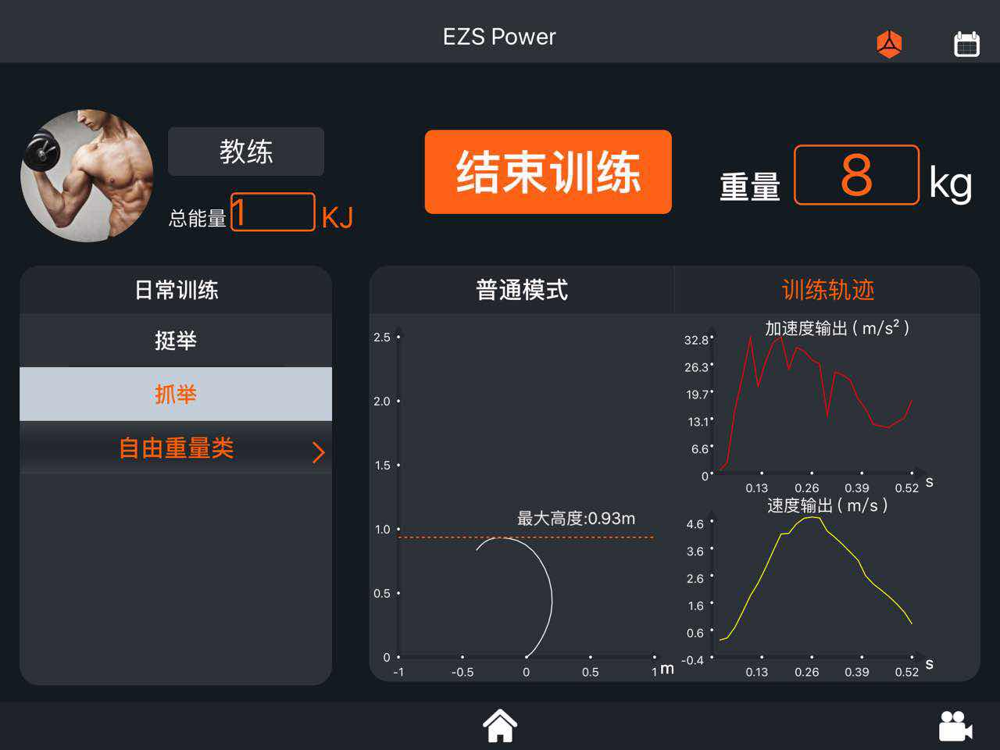 EZS Power
教练
总能量 1 KJ
结束训练
重量 8 kg
日常训练
挺举
抓举
自由重量类
普通模式
训练轨迹
2.5
2.0
1.5
1.0
0.5
0
最大高度:0.93m
-1 -0.5 0 0.5 1 m
加速度输出 ( m/s² )
32.8
26.3
19.7
13.1
6.6
0
0.13 0.26 0.39 0.52 s
速度输出 ( m/s )
4.6
3.6
2.6
1.6
0.6
-0.4
0.13 0.26 0.39 0.52 s